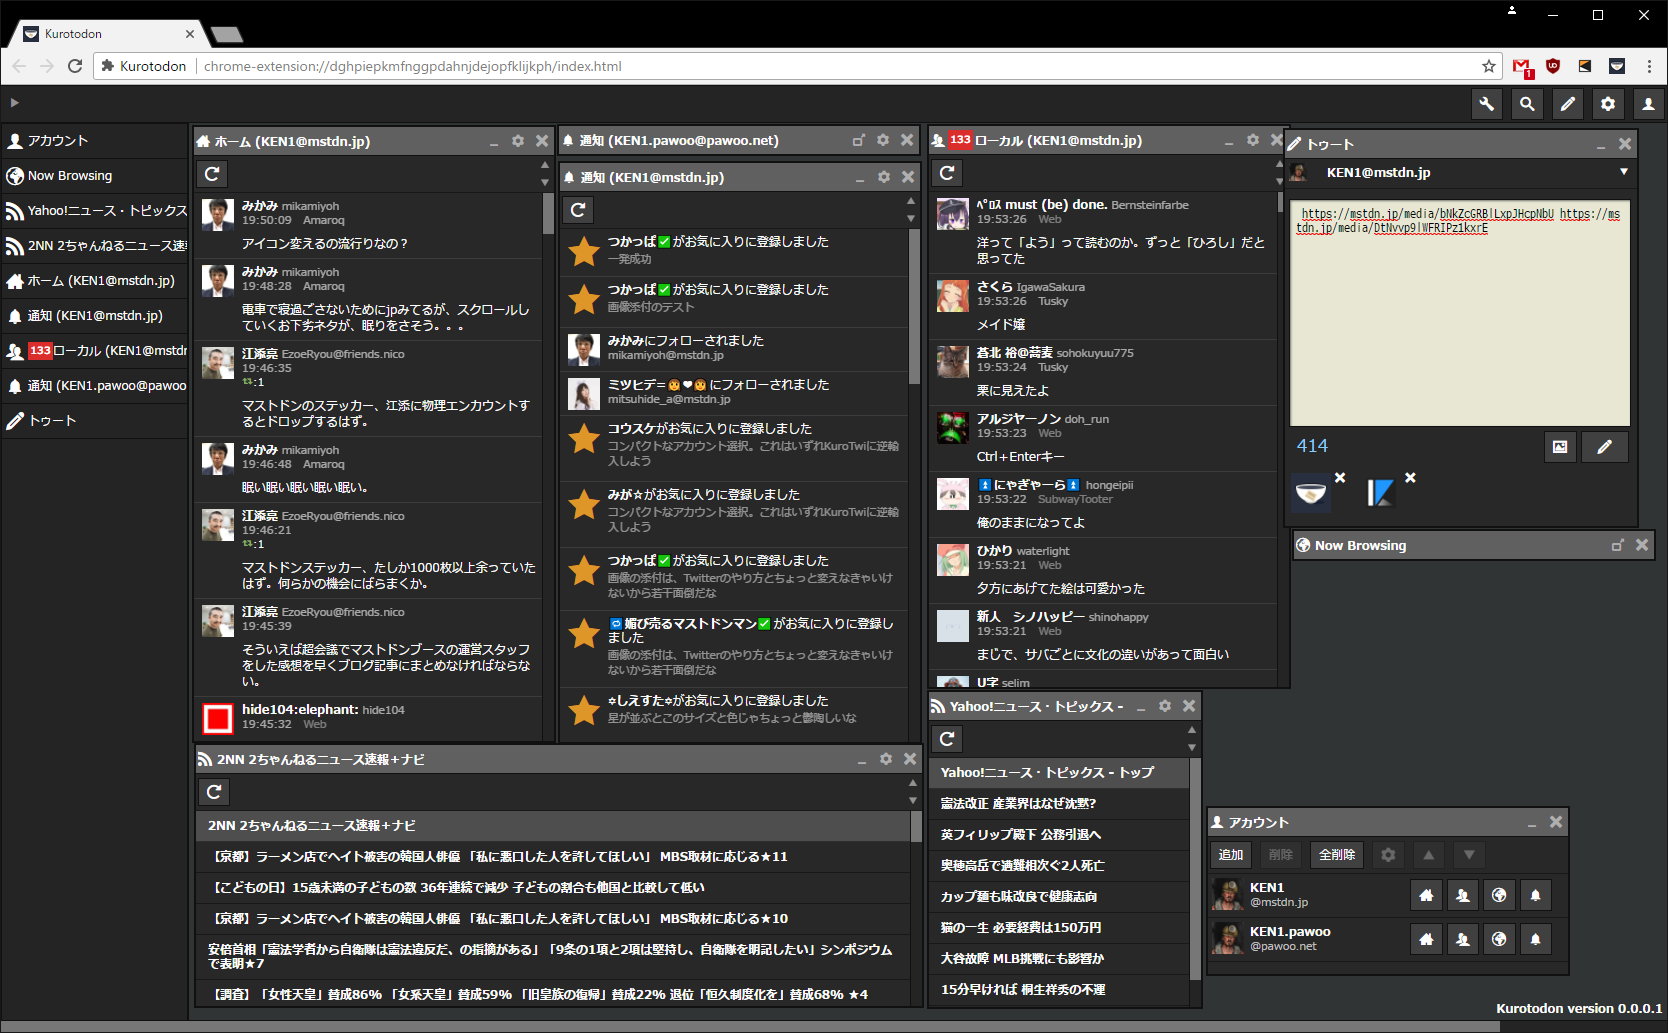 Kurotodon
Kurotodon
chrome-extension://dghpiepkmfnggpdahnjdejopfklijkph/index.html
1
アカウント
Now Browsing
Yahoo!ニュース・トピックス
2NN 2ちゃんねるニュース速
ホーム (KEN1@mstdn.jp)
通知 (KEN1@mstdn.jp)
133ローカル (KEN1@mstdr
通知 (KEN1.pawoo@pawoo
トゥート
ホーム (KEN1@mstdn.jp)
みかみ mikamiyoh
19:50:09 Amaroq
アイコン変えるの流行りなの？
みかみ mikamiyoh
19:48:28 Amaroq
電車で寝過ごさないためにjpみてるが、スクロールし
ていくお下劣ネタが、眠りをさそう。。。
江添亮 EzoeRyou@friends.nico
19:46:35
:1
マストドンのステッカー、江添に物理エンカウントす
るとドロップするはず。
みかみ mikamiyoh
19:46:48 Amaroq
眠い眠い眠い眠い眠い。
江添亮 EzoeRyou@friends.nico
19:46:21
:1
マストドンステッカー、たしか1000枚以上余っていた
はず。何らかの機会にばらまくか。
江添亮 EzoeRyou@friends.nico
19:45:39
そういえば超会議でマストドンブースの運営スタッフ
をした感想を早くブログ記事にまとめなければならな
い。
hide104:elephant: hide104
19:45:32 Web
通知 (KEN1.pawoo@pawoo.net)
通知 (KEN1@mstdn.jp)
つかっぱ✅がお気に入りに登録しました
一発成功
つかっぱ✅がお気に入りに登録しました
画像添付のテスト
みかみにフォローされました
mikamiyoh@mstdn.jp
ミツヒデ＝👩❤👩にフォローされました
mitsuhide_a@mstdn.jp
コウスケがお気に入りに登録しました
コンパクトなアカウント選択。これはいずれKuroTwiに逆輸
入しよう
みが☆がお気に入りに登録しました
コンパクトなアカウント選択。これはいずれKuroTwiに逆輸
入しよう
つかっぱ✅がお気に入りに登録しました
画像の添付は、Twitterのやり方とちょっと変えなきゃいけ
ないから若干面倒だな
🔁媚び売るマストドンマン✅がお気に入りに登録し
ました
画像の添付は、Twitterのやり方とちょっと変えなきゃいけ
ないから若干面倒だな
✡しえすた✡がお気に入りに登録しました
星が並ぶとこのサイズと色じゃちょっと鬱陶しいな
133 ローカル (KEN1@mstdn.jp)
ﾍﾟﾛｽ must (be) done. Bernsteinfarbe
19:53:26 Web
洋って「よう」って読むのか。ずっと「ひろし」だと
思ってた
さくら IgawaSakura
19:53:26 Tusky
メイド嬢
蒼北 裕@蕎麦 sohokuyuu775
19:53:24 Tusky
栗に見えたよ
アルジャーノン doh_run
19:53:23 Web
Ctrl+Enterキー
⏫にゃぎゃーら⏫ hongeipii
19:53:22 SubwayTooter
俺のままになってよ
ひかり waterlight
19:53:21 Web
夕方にあげてた絵は可愛かった
新人　シノハッピー shinohappy
19:53:21 Web
まじで、サバごとに文化の違いがあって面白い
U字 selim
トゥート
KEN1@mstdn.jp
https://mstdn.jp/media/bNkZcGRB|LxpJHcpNbU https://ms
tdn.jp/media/DtNvvp9lWFRIPz1kxrE
414
Now Browsing
2NN 2ちゃんねるニュース速報+ナビ
2NN 2ちゃんねるニュース速報+ナビ
【京都】ラーメン店でヘイト被害の韓国人俳優 「私に悪口した人を許してほしい」 MBS取材に応じる★11
【こどもの日】15歳未満の子どもの数 36年連続で減少 子どもの割合も他国と比較して低い
【京都】ラーメン店でヘイト被害の韓国人俳優 「私に悪口した人を許してほしい」 MBS取材に応じる★10
安倍首相「憲法学者から自衛隊は憲法違反だ、の指摘がある」「9条の1項と2項は堅持し、自衛隊を明記したい」シンポジウム
で表明★7
【調査】「女性天皇」賛成86% 「女系天皇」賛成59% 「旧皇族の復帰」賛成22% 退位「恒久制度化を」賛成68% ★4
Yahoo!ニュース・トピックス -
Yahoo!ニュース・トピックス - トップ
憲法改正 産業界はなぜ沈黙?
英フィリップ殿下 公務引退へ
奥穂高岳で遭難相次ぐ2人死亡
カップ麺も味改良で健康志向
猫の一生 必要経費は150万円
大谷故障 MLB挑戦にも影響か
15分早ければ 桐生祥秀の不運
アカウント
追加 削除 全削除
KEN1
@mstdn.jp
KEN1.pawoo
@pawoo.net
Kurotodon version 0.0.0.1